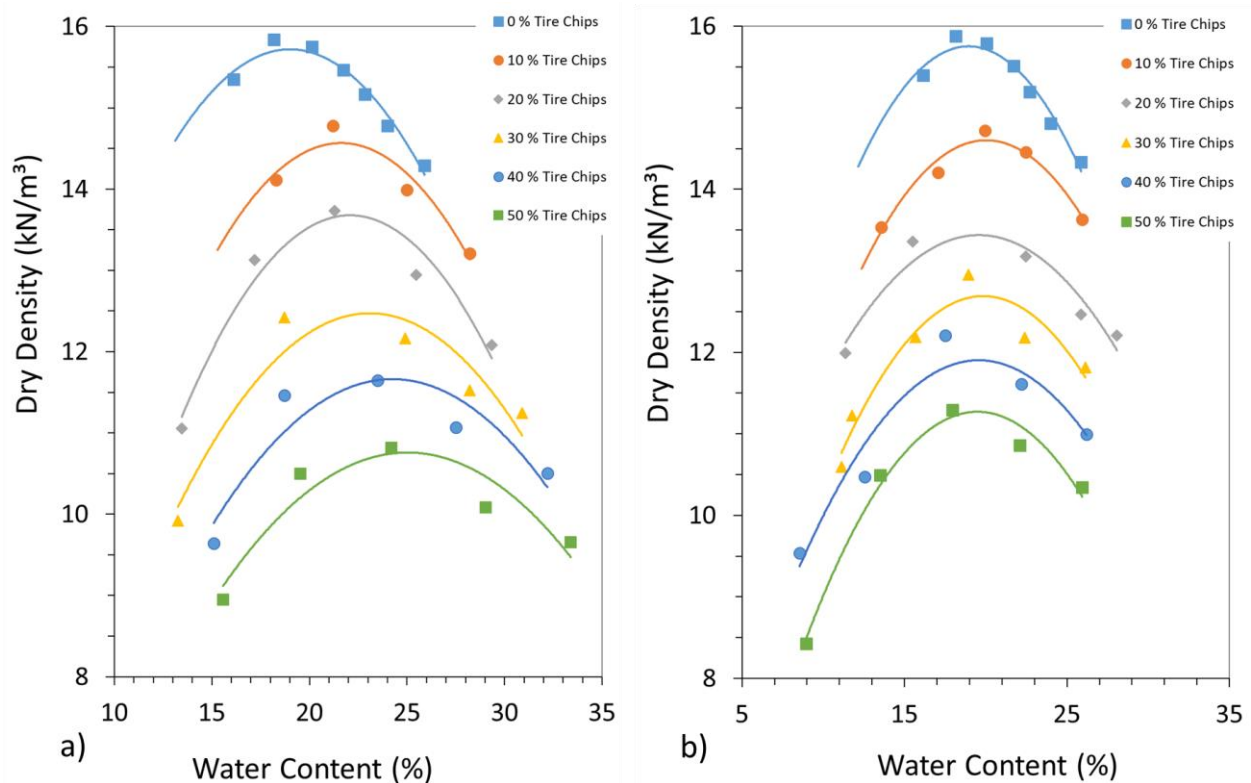 16
14
12
10
8
10
15
20
25
30
35
Dry Density (kN/m³)
Water Content (%)
a)
0 % Tire Chips
10 % Tire Chips
20 % Tire Chips
30 % Tire Chips
40 % Tire Chips
50 % Tire Chips
16
14
12
10
8
5
15
25
35
Dry Density (kN/m³)
Water Content (%)
b)
0 % Tire Chips
10 % Tire Chips
20 % Tire Chips
30 % Tire Chips
40 % Tire Chips
50 % Tire Chips